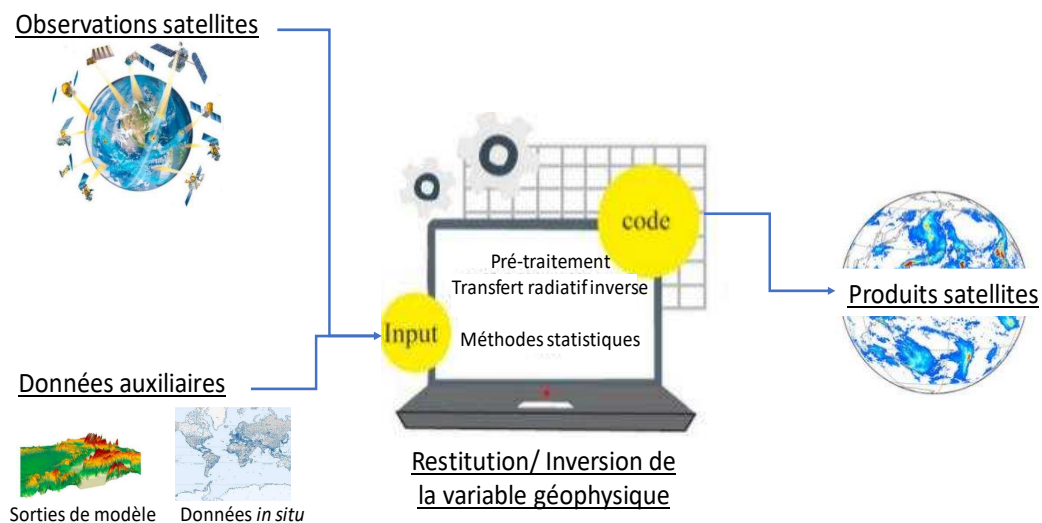 Observations satellites
code
Pré-traitement
Transfert radiatif inverse
Input
Méthodes statistiques
Produits satellites
Données auxiliaires
Sorties de modèle
Données in situ
Restitution/ Inversion de
la variable géophysique